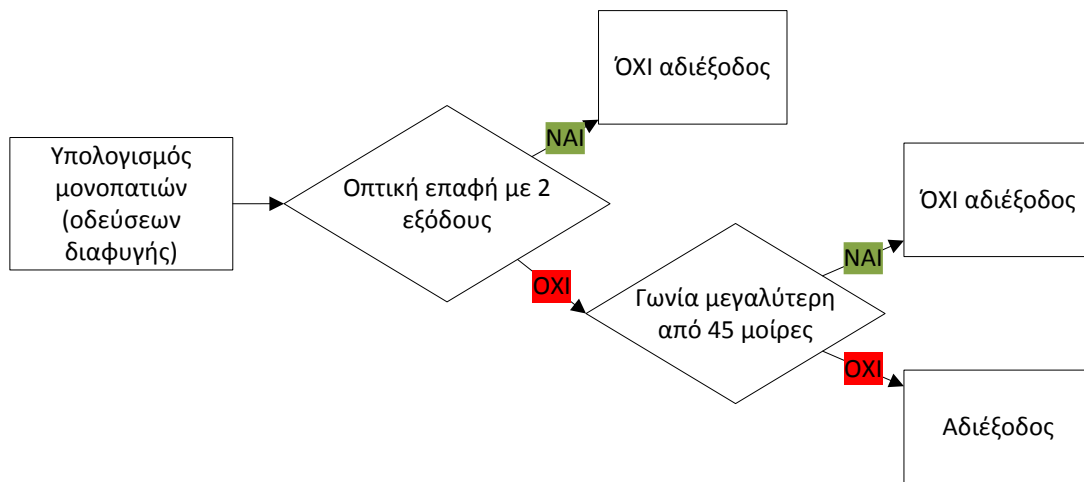 Υπολογισμός
μονοπατιών
(οδεύσεων
διαφυγής)
Οπτική επαφή με 2
εξόδους
ΝΑΙ
ΌΧΙ αδιέξοδος
ΟΧΙ
Γωνία μεγαλύτερη
από 45 μοίρες
ΝΑΙ
ΌΧΙ αδιέξοδος
ΟΧΙ
Αδιέξοδος